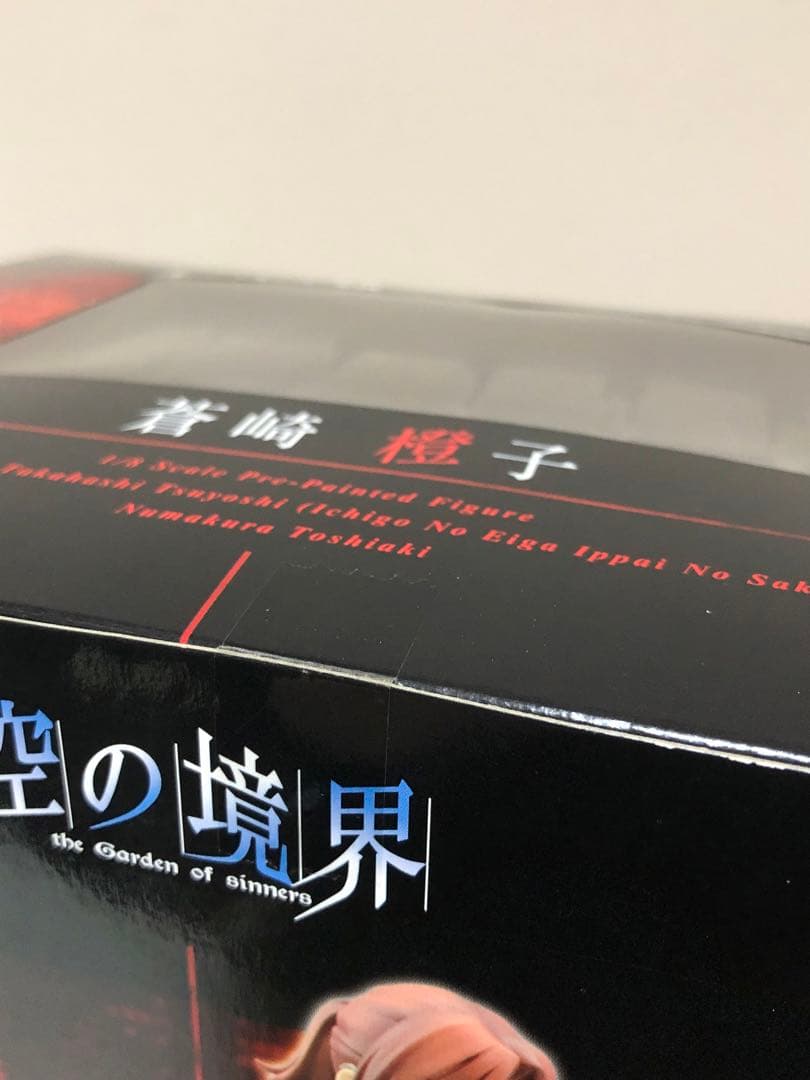 蒼崎 橙子
1/8 Scale Pre-Painted Figure
Takahashi Tsuyoshi (Ichigo No Eiga Ippai No Sak
Numakura Toshiaki
空の境界
the Garden of sinners